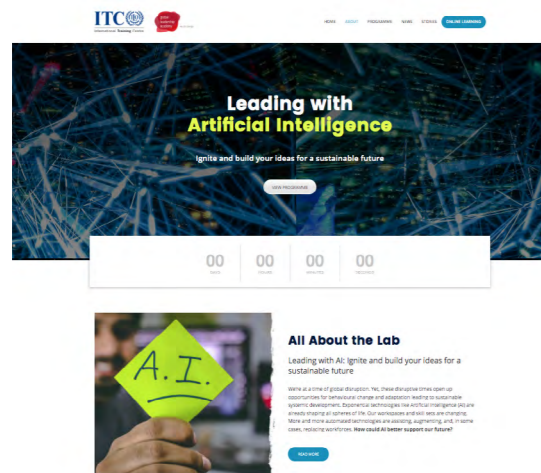 ITC
International Training Centre
HOME ABOUT PROGRAMME NEWS STORIES ONLINE LEARNING
Leading with
Artificial Intelligence
Ignite and build your ideas for a sustainable future
VIEW PROGRAMME
00 00 00 00
DAYS HOURS MINUTES SECONDS
A.I.
All About the Lab
Leading with AI: Ignite and build your ideas for a
sustainable future
We're at a time of global disruption. Yet, these disruptive times open up
opportunities for behavioural change and adaptation leading to sustainable
systemic development. Exponential technologies like Artificial Intelligence (AI) are
already shaping all spheres of life. Our workspaces and skill sets are changing.
More and more automated technologies are assisting, augmenting, and, in some
cases, replacing workforces. How could AI better support our future?
READ MORE